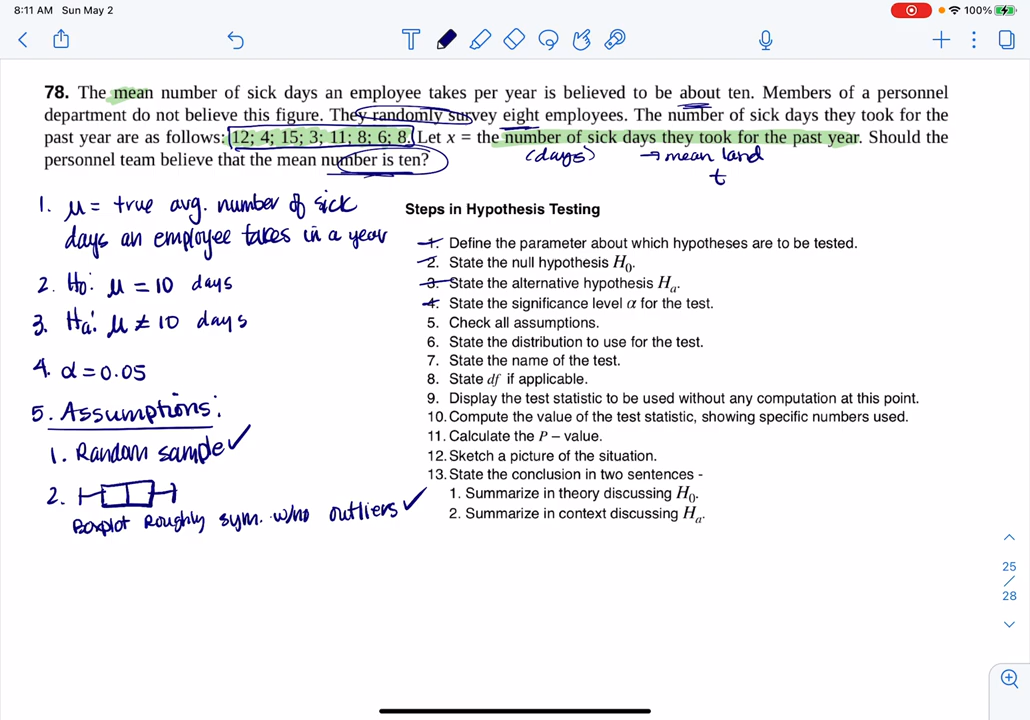 8:11 AM Sun May 2
100%
78. The mean number of sick days an employee takes per year is believed to be about ten. Members of a personnel
department do not believe this figure. They randomly survey eight employees. The number of sick days they took for the
past year are as follows: 12; 4; 15; 3; 11; 8; 6; 8. Let x = the number of sick days they took for the past year. Should the
personnel team believe that the mean number is ten?
(days) → mean land
t
1. μ = true avg. number of sick
days an employee takes in a year
2. H0: μ = 10 days
3. Ha: μ ≠ 10 days
4. α = 0.05
5. Assumptions:
1. Random sample ✓
2.
Boxplot Roughly sym. w/no outliers ✓
Steps in Hypothesis Testing
1. Define the parameter about which hypotheses are to be tested.
2. State the null hypothesis H0.
3. State the alternative hypothesis Ha.
4. State the significance level α for the test.
5. Check all assumptions.
6. State the distribution to use for the test.
7. State the name of the test.
8. State df if applicable.
9. Display the test statistic to be used without any computation at this point.
10. Compute the value of the test statistic, showing specific numbers used.
11. Calculate the P – value.
12. Sketch a picture of the situation.
13. State the conclusion in two sentences -
1. Summarize in theory discussing H0.
2. Summarize in context discussing Ha.
25
/
28